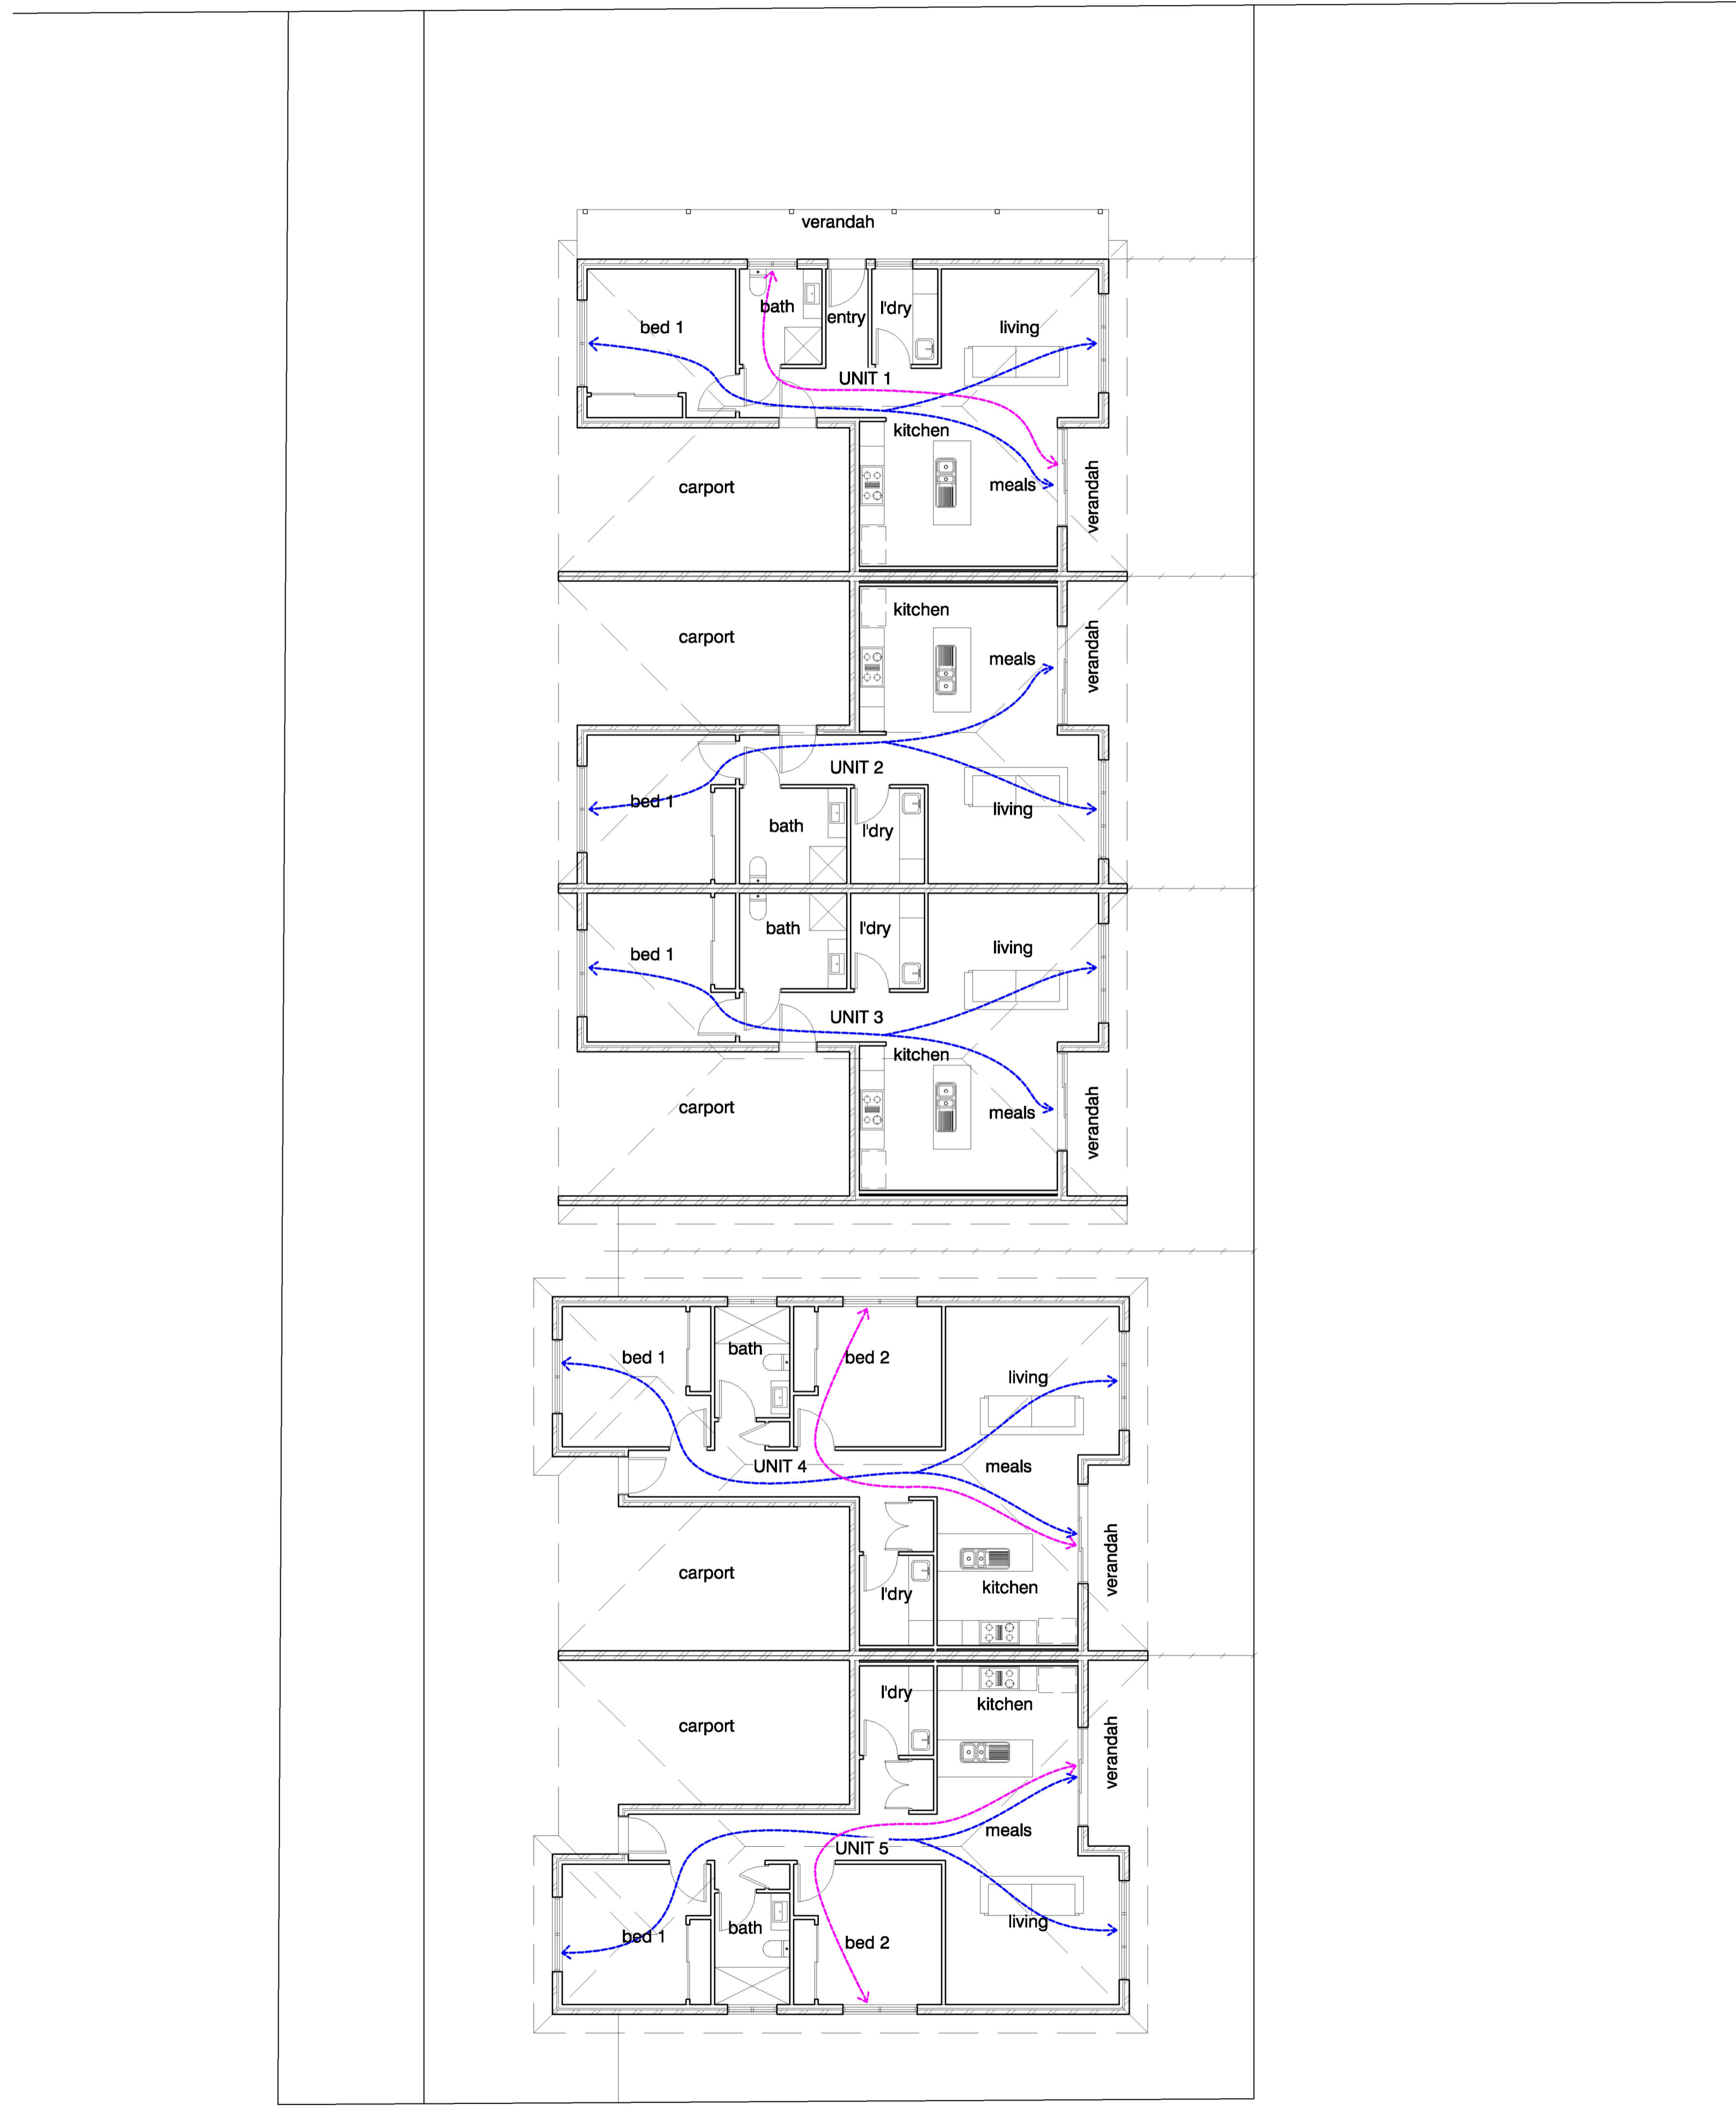 verandah
bed 1
bath
entry
l'dry
living
UNIT 1
kitchen
carport
meals
verandah
kitchen
carport
meals
verandah
UNIT 2
bed 1
bath
l'dry
living
bed 1
bath
l'dry
living
UNIT 3
kitchen
carport
meals
verandah
bed 1
bath
bed 2
living
UNIT 4
meals
carport
l'dry
kitchen
verandah
l'dry
kitchen
carport
verandah
UNIT 5
meals
bed 1
bath
bed 2
living